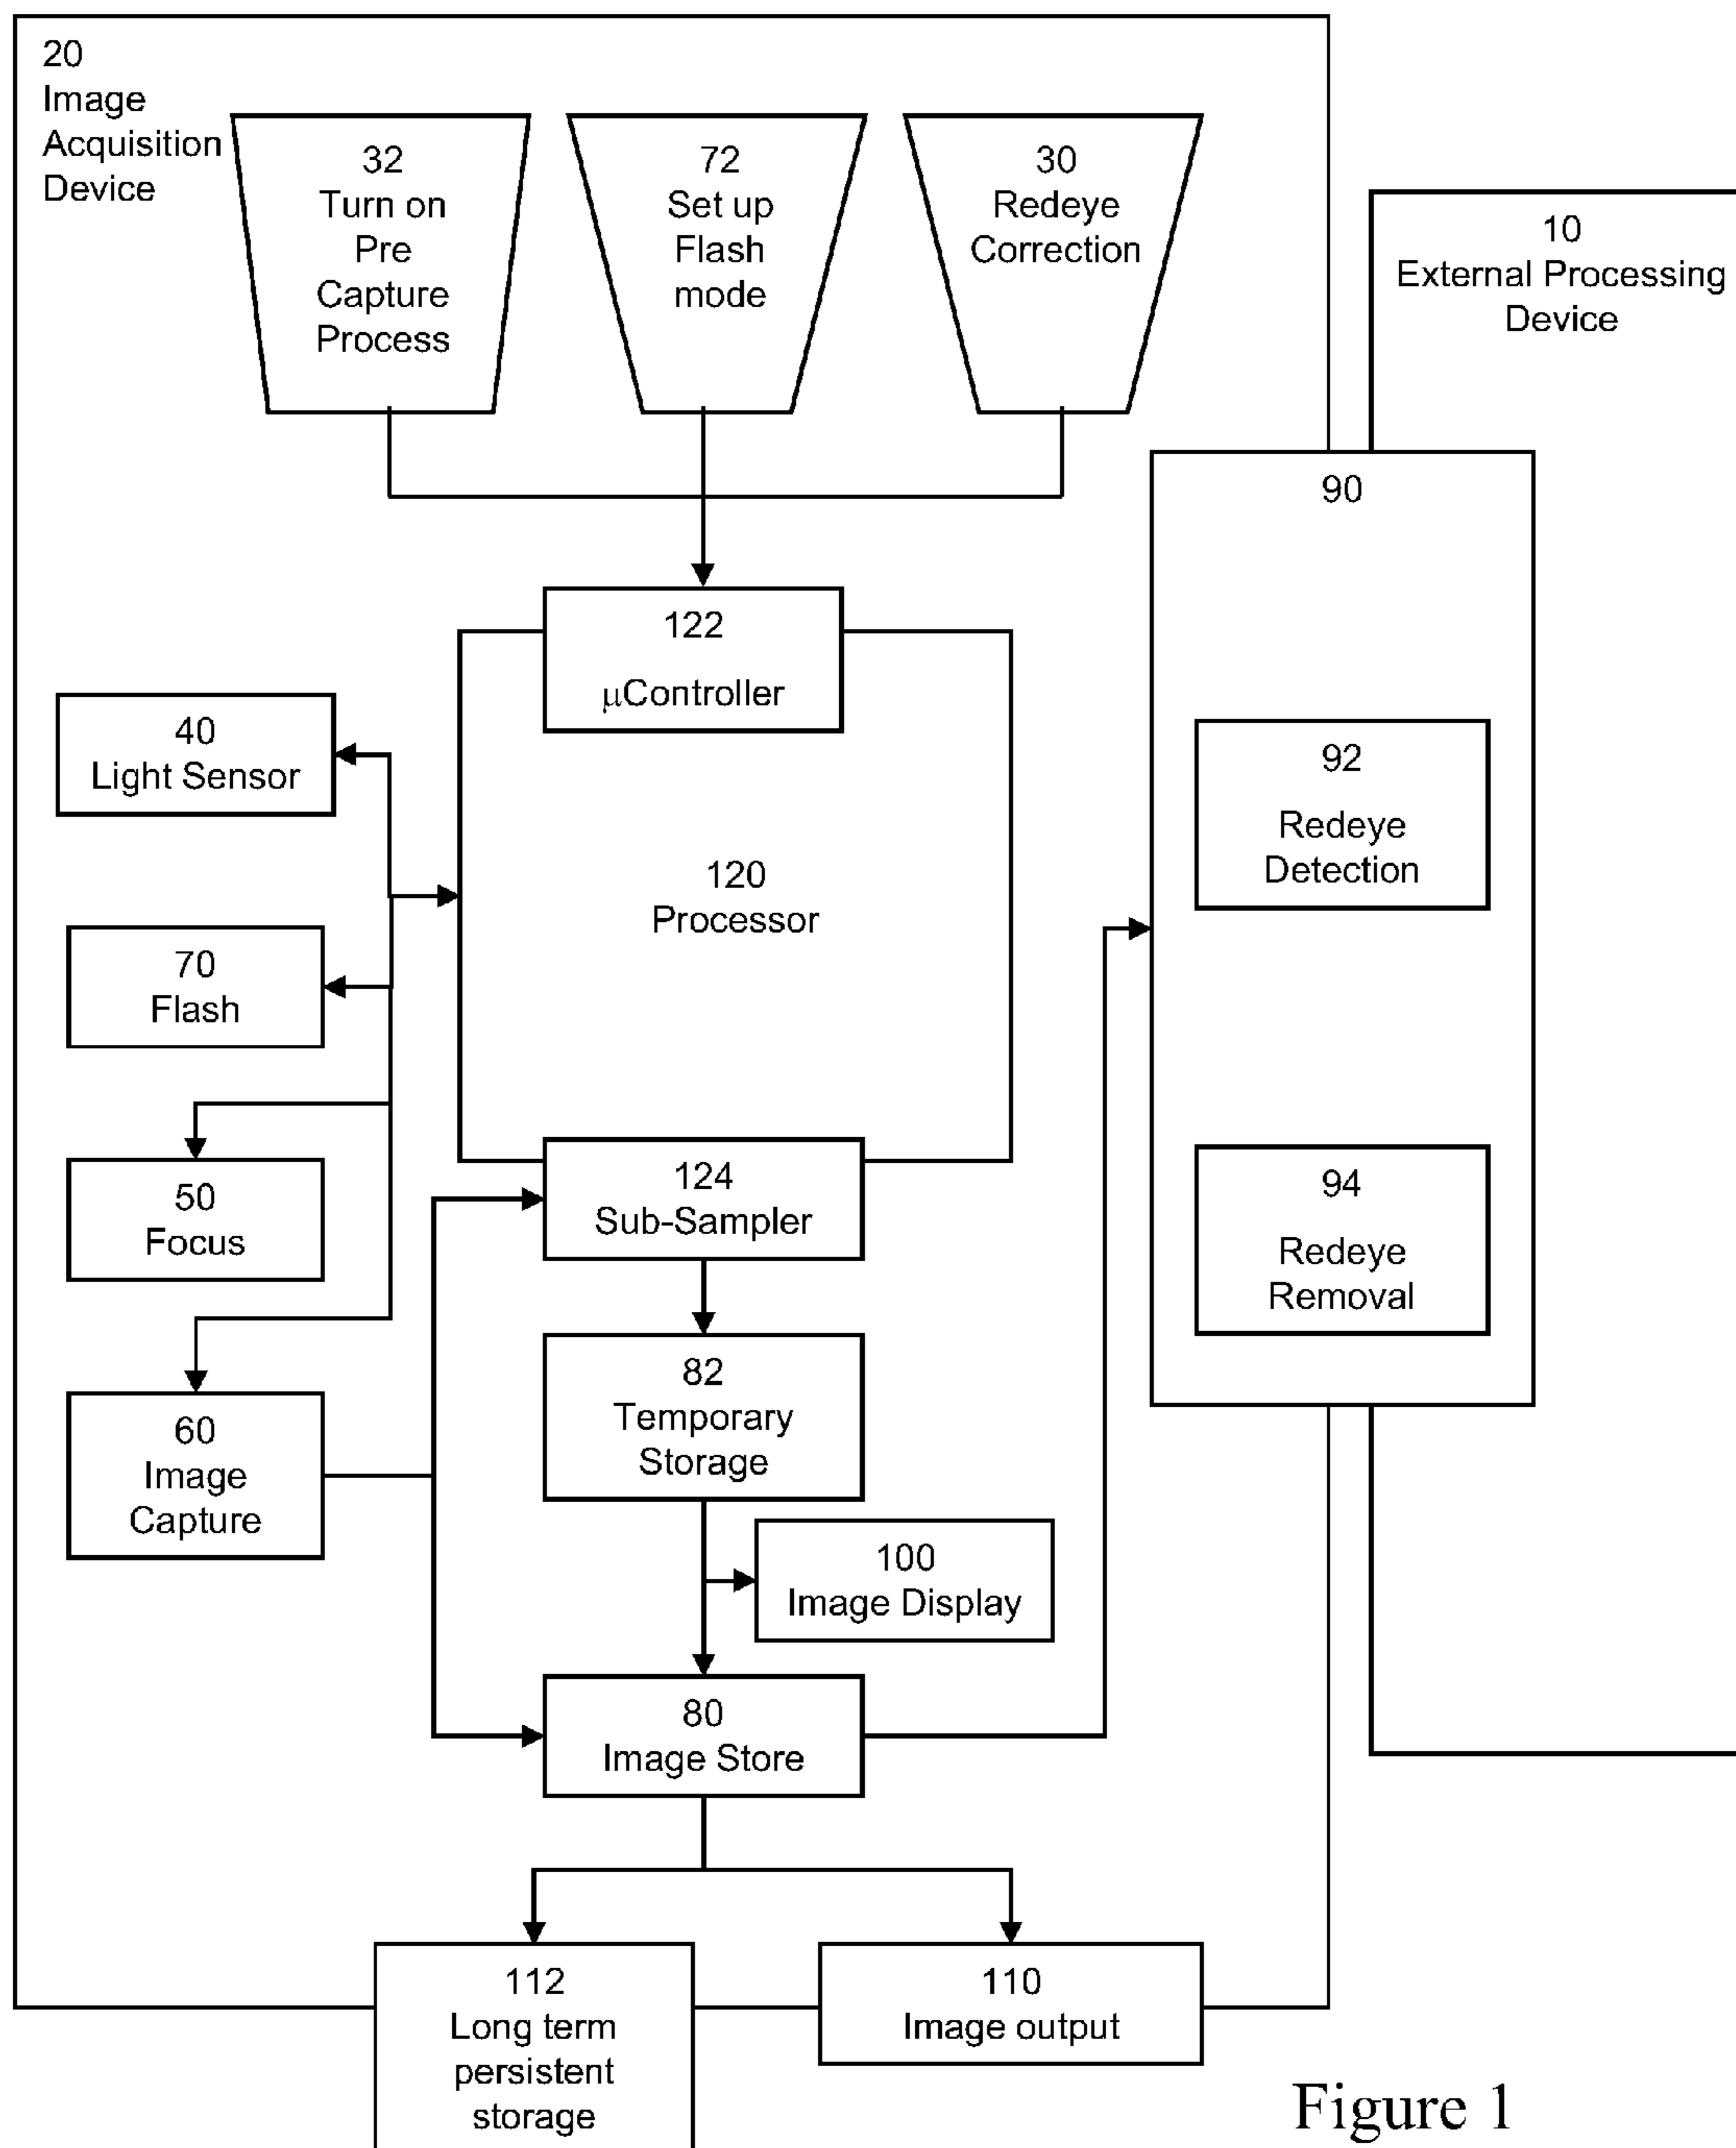 20
Image
Acquisition
Device
32
Turn on
Pre
Capture
Process
72
Set up
Flash
mode
30
Redeye
Correction
10
External Processing
Device
90
122
µController
40
Light Sensor
92
Redeye
Detection
120
Processor
70
Flash
124
Sub-Sampler
50
Focus
94
Redeye
Removal
82
Temporary
Storage
60
Image
Capture
100
Image Display
80
Image Store
112
Long term
persistent
storage
110
Image output
Figure 1